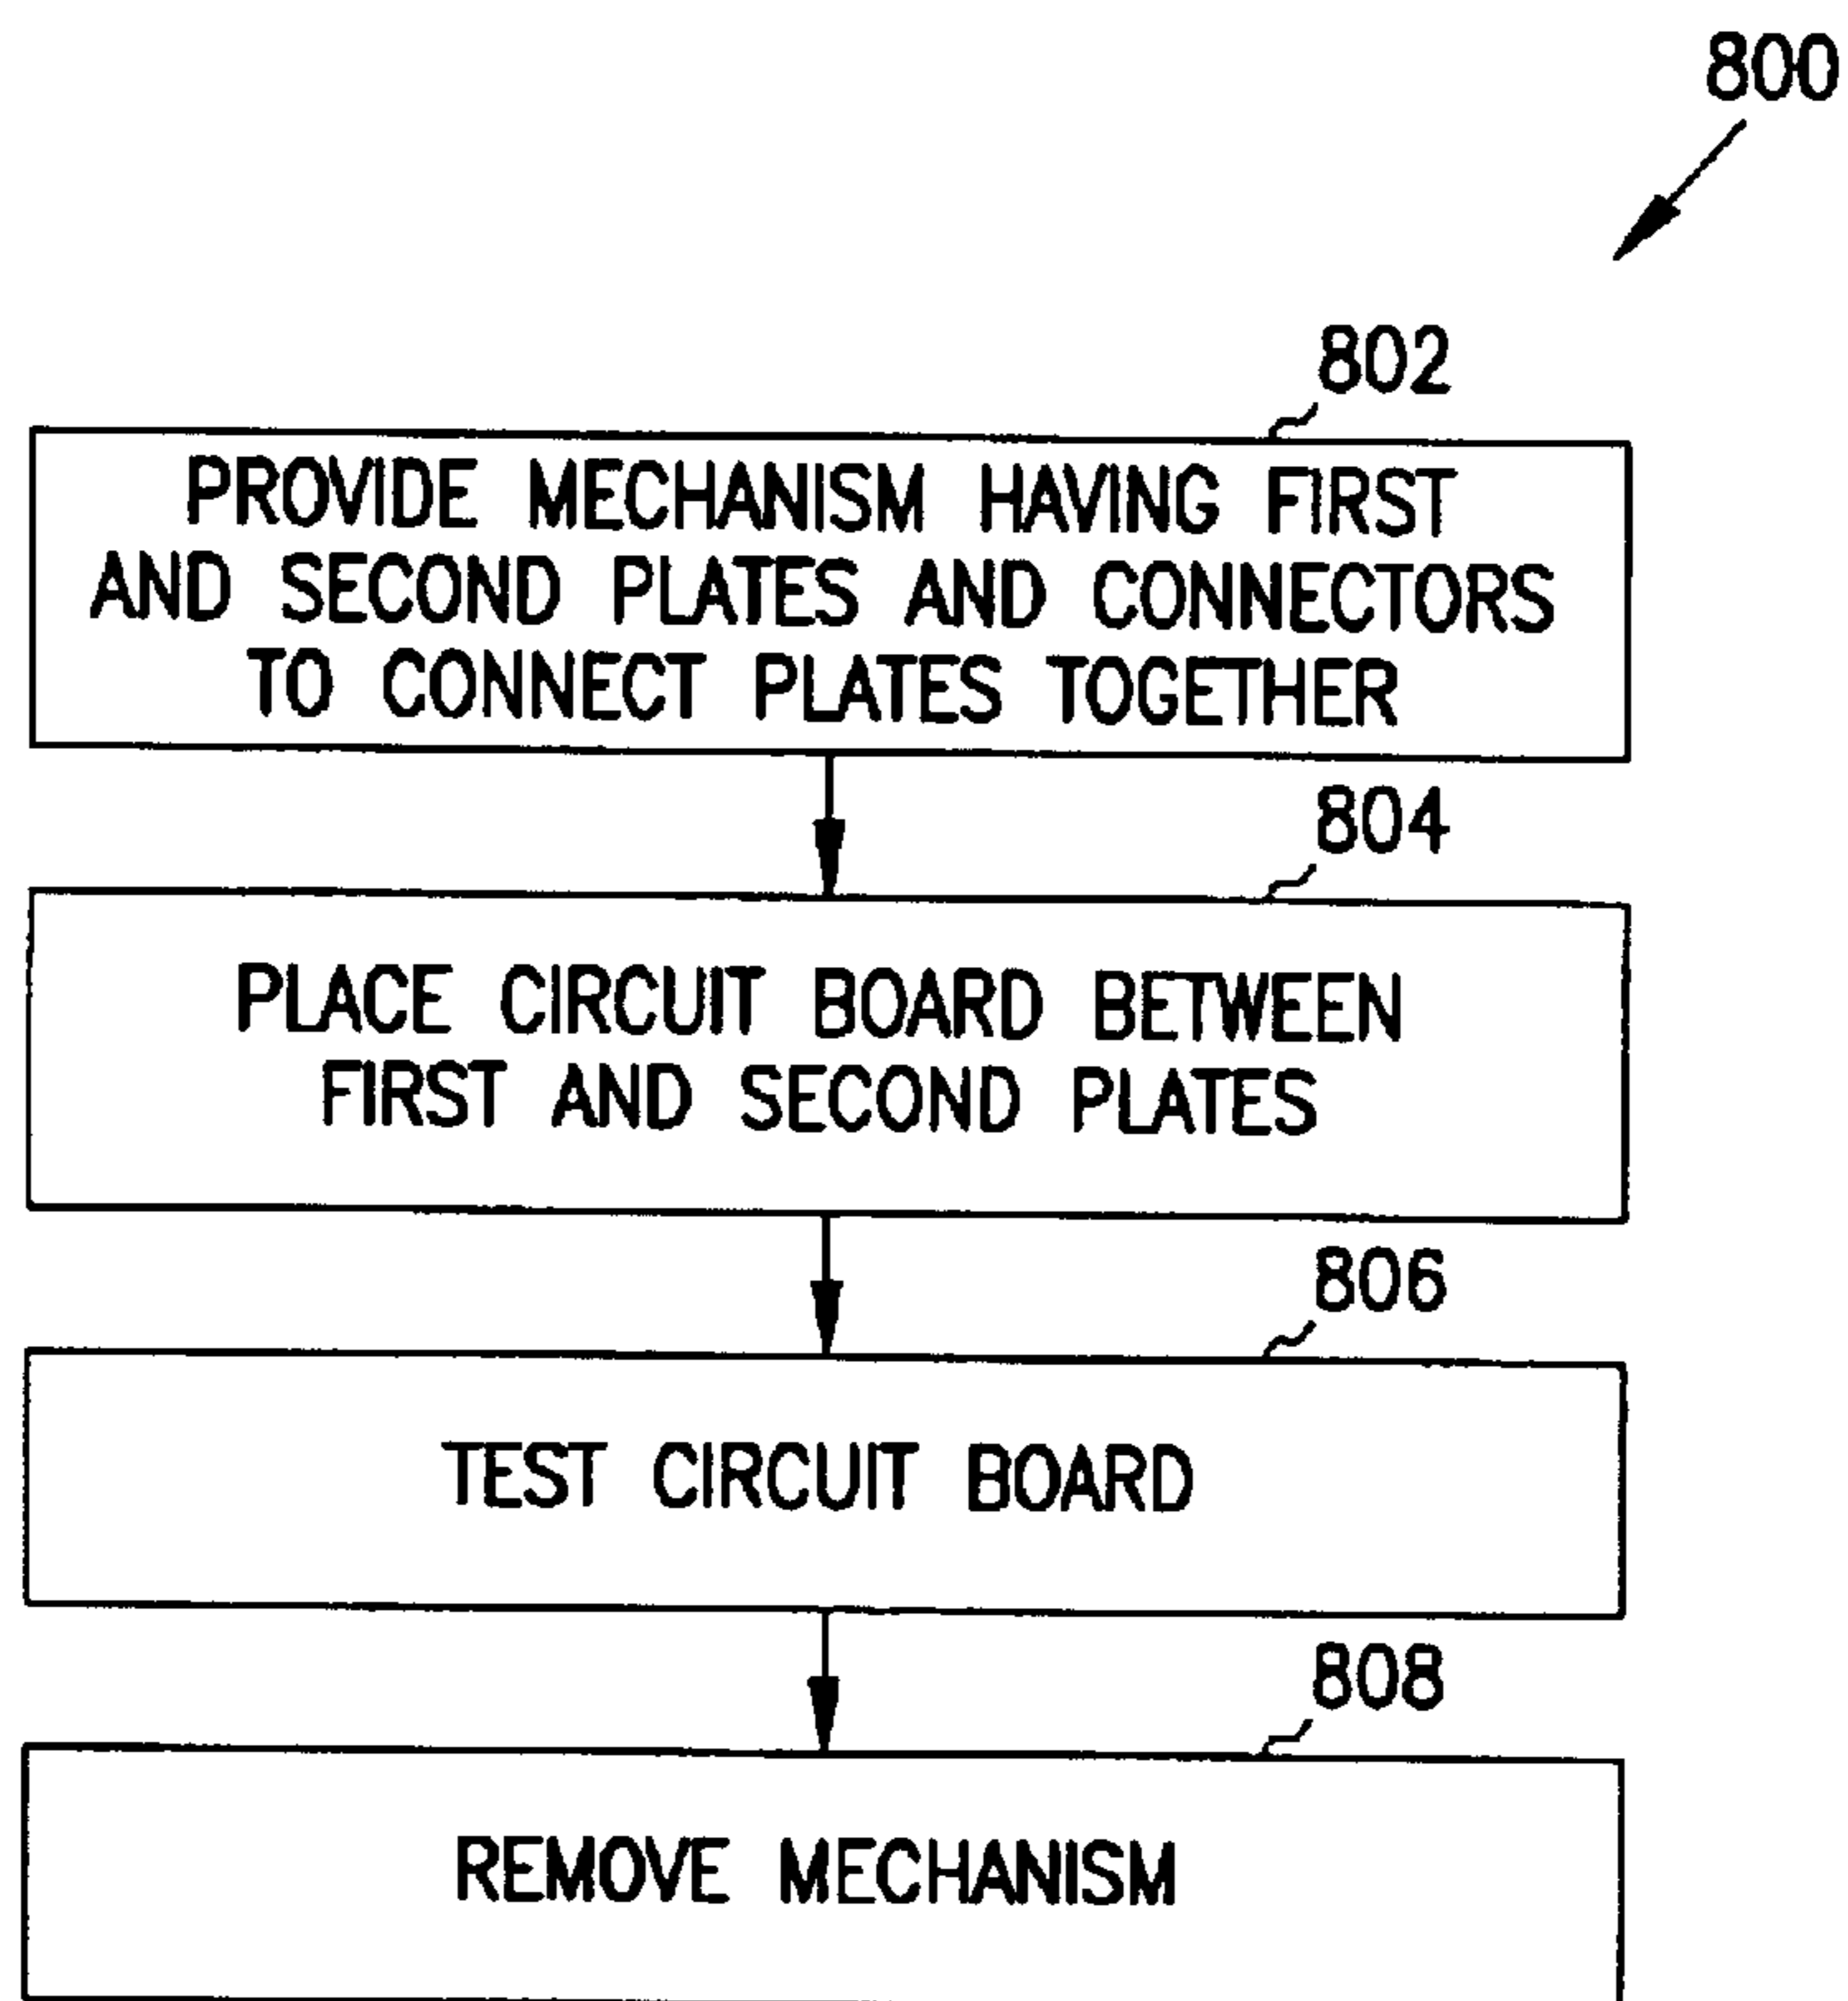 800
802
PROVIDE MECHANISM HAVING FIRST
AND SECOND PLATES AND CONNECTORS
TO CONNECT PLATES TOGETHER
804
PLACE CIRCUIT BOARD BETWEEN
FIRST AND SECOND PLATES
806
TEST CIRCUIT BOARD
808
REMOVE MECHANISM